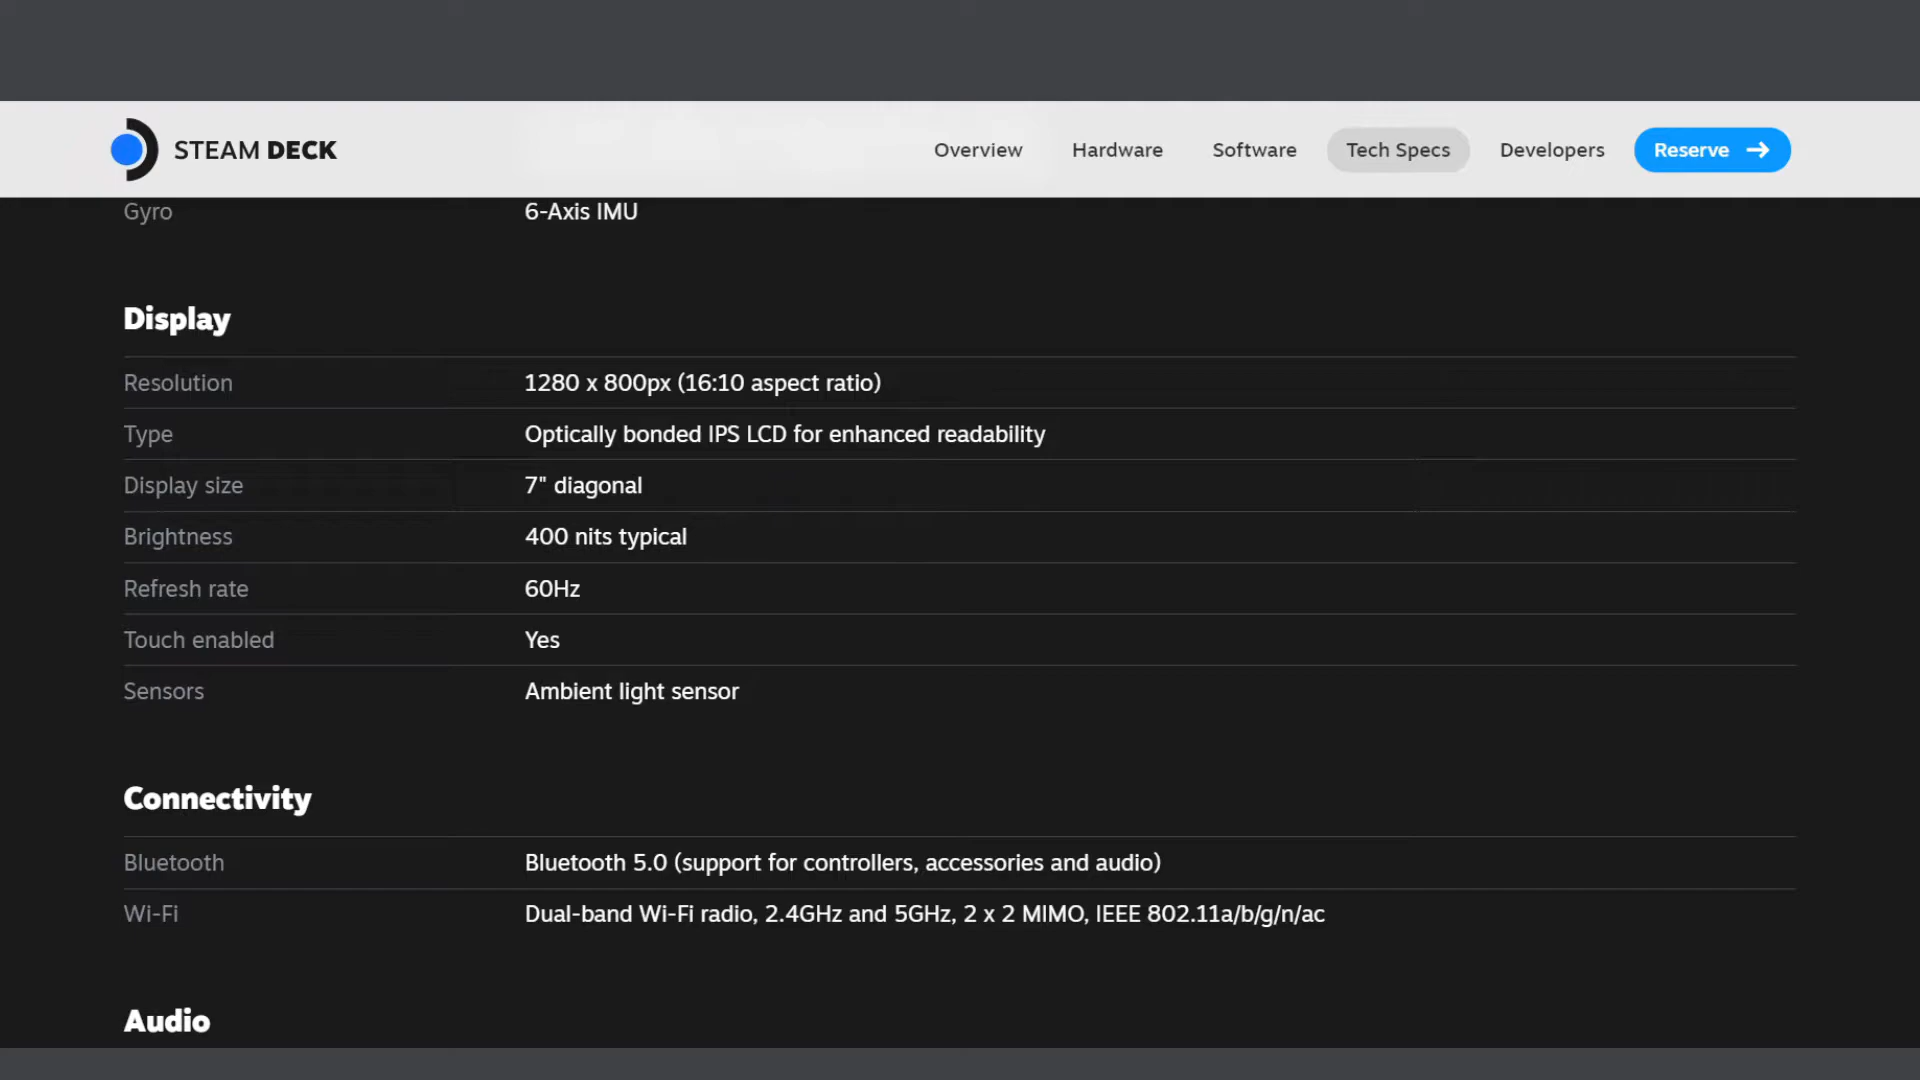 STEAM DECK
Overview Hardware Software Tech Specs Developers Reserve
Gyro 6-Axis IMU
Display
Resolution 1280 x 800px (16:10 aspect ratio)
Type Optically bonded IPS LCD for enhanced readability
Display size 7" diagonal
Brightness 400 nits typical
Refresh rate 60Hz
Touch enabled Yes
Sensors Ambient light sensor
Connectivity
Bluetooth Bluetooth 5.0 (support for controllers, accessories and audio)
Wi-Fi Dual-band Wi-Fi radio, 2.4GHz and 5GHz, 2 x 2 MIMO, IEEE 802.11a/b/g/n/ac
Audio